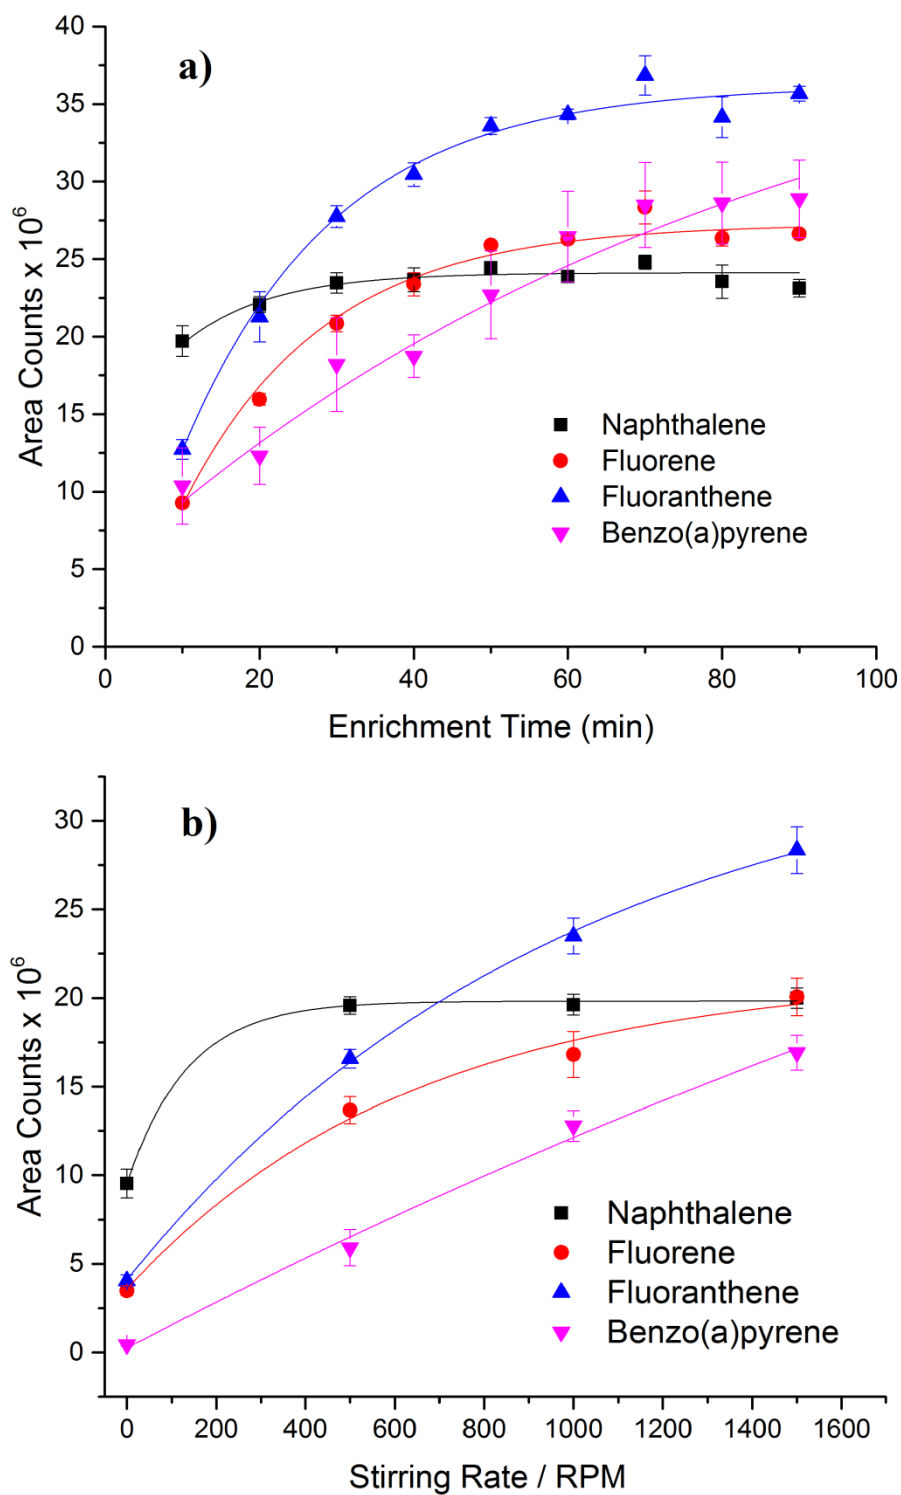 a)
40
35
30
25
20
15
10
5
0
Area Counts x 10⁶
Naphthalene
Fluorene
Fluoranthene
Benzo(a)pyrene
0 20 40 60 80 100
Enrichment Time (min)
b)
30
25
20
15
10
5
0
Area Counts x 10⁶
Naphthalene
Fluorene
Fluoranthene
Benzo(a)pyrene
0 200 400 600 800 1000 1200 1400 1600
Stirring Rate / RPM